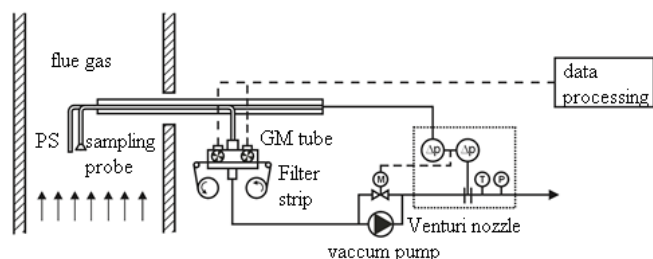 flue gas
data
processing
PS
sampling
probe
GM tube
Δp
Δp
M
Filter
strip
T
P
Venturi nozzle
vaccum pump